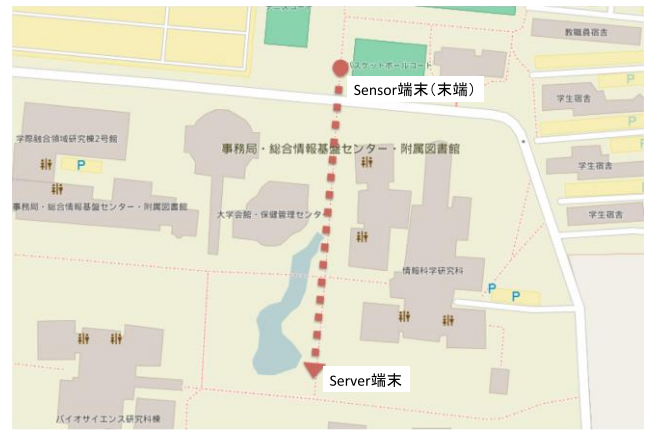 テニスコート
教職員宿舎
バスケットボールコート
P
Sensor端末（末端）
学生宿舎
学際融合領域研究棟2号館
事務局・総合情報基盤センター・附属図書館
P
学生宿舎
事務局・総合情報基盤センター・附属図書館
大学会館・保健管理センター
P
学生宿舎
情報科学研究科
P
P
Server端末
バイオサイエンス研究科棟